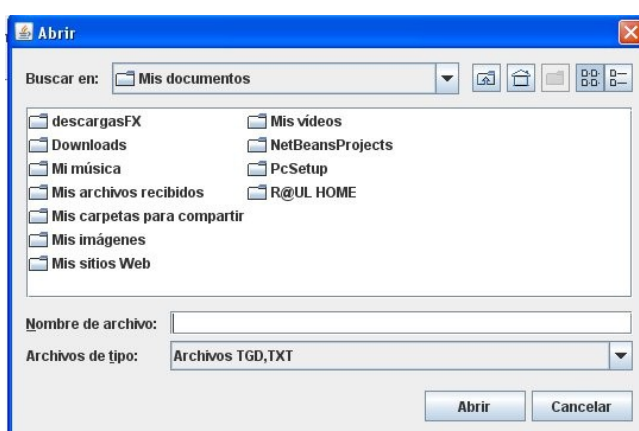 Abrir
Buscar en: Mis documentos
descargasFX Mis vídeos
Downloads NetBeansProjects
Mi música PcSetup
Mis archivos recibidos R@UL HOME
Mis carpetas para compartir
Mis imágenes
Mis sitios Web
Nombre de archivo:
Archivos de tipo: Archivos TGD,TXT
Abrir Cancelar